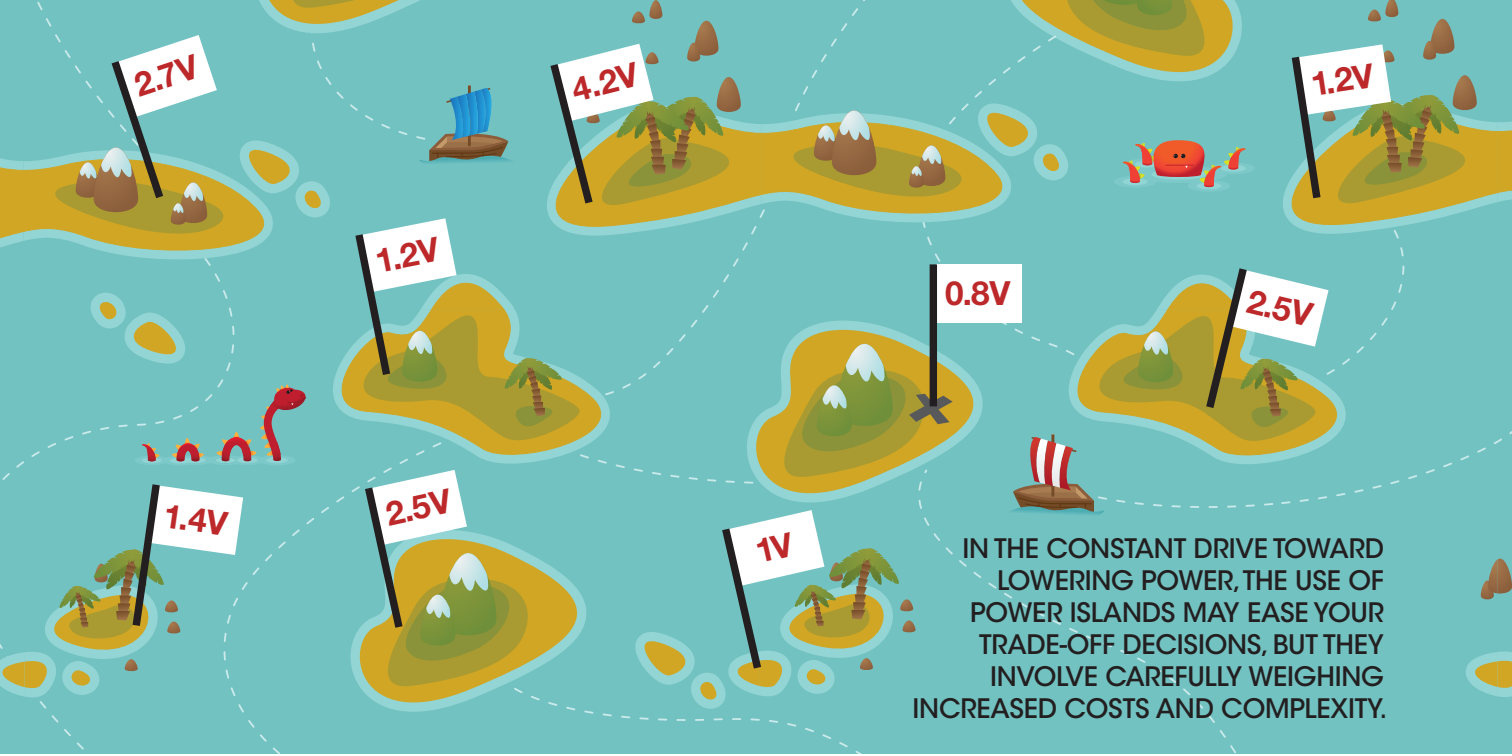 2.7V
4.2V
1.2V
1.2V
0.8V
2.5V
1.4V
2.5V
1V
IN THE CONSTANT DRIVE TOWARD
LOWERING POWER, THE USE OF
POWER ISLANDS MAY EASE YOUR
TRADE-OFF DECISIONS, BUT THEY
INVOLVE CAREFULLY WEIGHING
INCREASED COSTS AND COMPLEXITY.